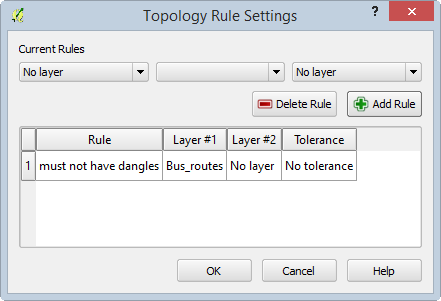 Topology Rule Settings
?
Current Rules
No layer
No layer
Delete Rule
Add Rule
Rule Layer #1 Layer #2 Tolerance
1 must not have dangles Bus_routes No layer No tolerance
OK Cancel Help